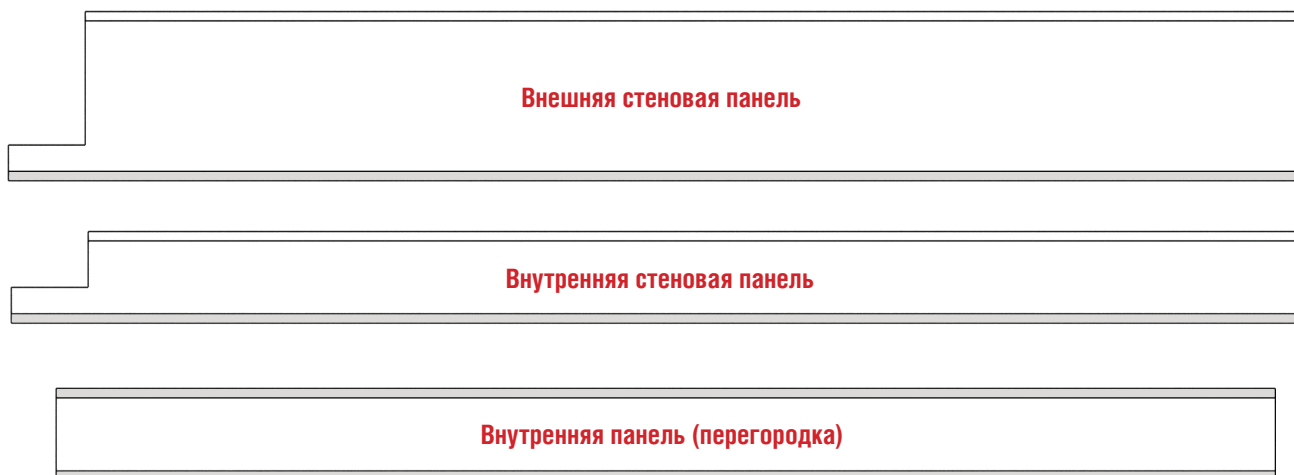 Внешняя стеновая панель
Внутренняя стеновая панель
Внутренняя панель (перегородка)